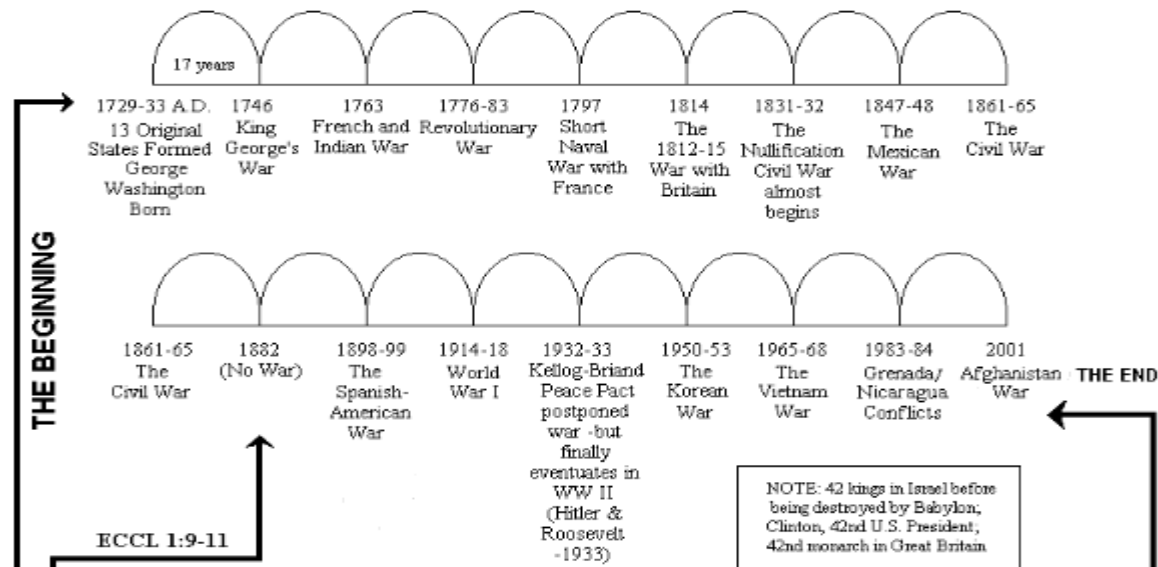 17 years
1729-33 A.D.
13 Original
States Formed
George
Washington
Born
1746
King
George's
War
1763
French and
Indian War
1776-83
Revolutionary
War
1797
Short
Naval
War with
France
1814
The
1812-15
War with
Britain
1831-32
The
Nullification
Civil War
almost
begins
1847-48
The
Mexican
War
1861-65
The
Civil War
THE BEGINNING
1861-65
The
Civil War
1882
(No War)
1898-99
The
Spanish-
American
War
1914-18
World
War I
1932-33
Kellog-Briand
Peace Pact
postponed
war -but
finally
eventuates in
WW II
(Hitler &
Roosevelt
-1933)
1950-53
The
Korean
War
1965-68
The
Vietnam
War
1983-84
Grenada/
Nicaragua
Conflicts
2001
Afghanistan
War
THE END
ECCL 1:9-11
NOTE: 42 kings in Israel before
being destroyed by Babylon;
Clinton, 42nd U.S. President;
42nd monarch in Great Britain